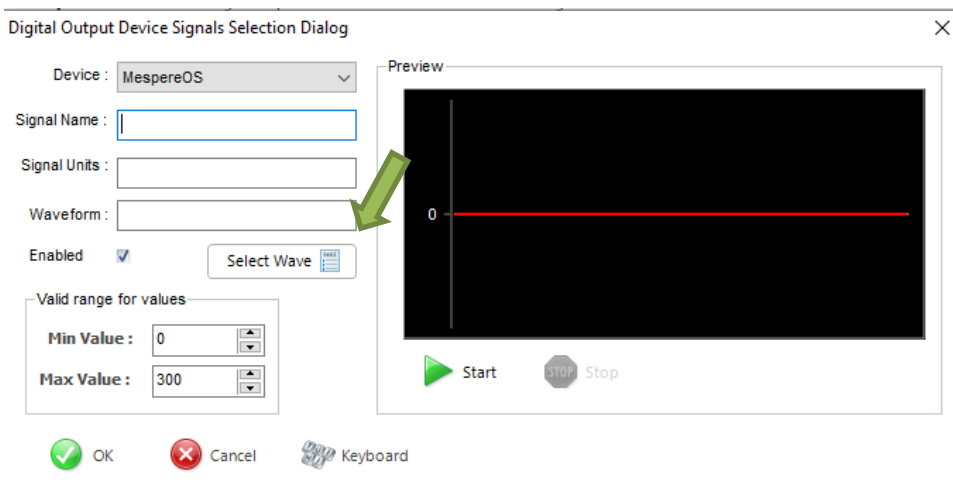 Digital Output Device Signals Selection Dialog
Device : MespereOS
Signal Name :
Signal Units :
Waveform :
Enabled
Select Wave
Valid range for values
Min Value : 0
Max Value : 300
Preview
0
Start
STOP Stop
OK
Cancel
Keyboard